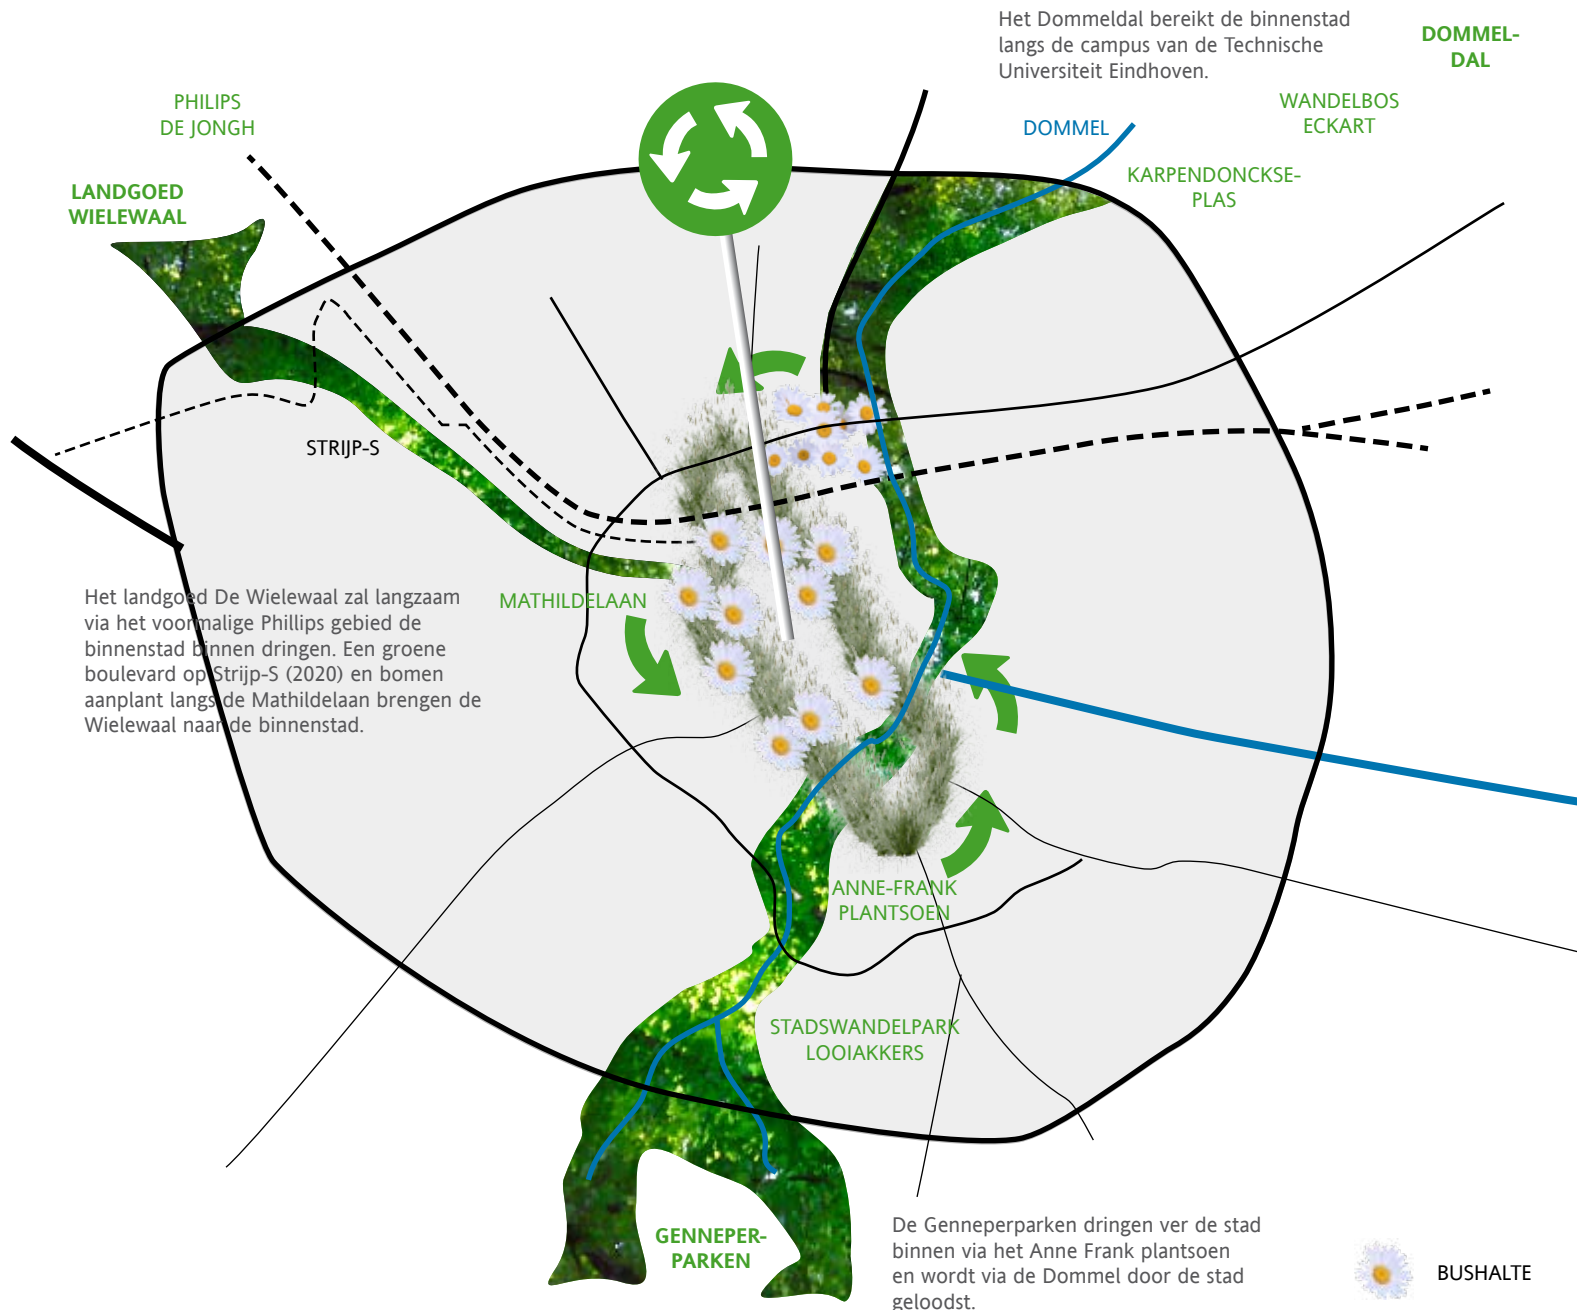 Het Dommeldal bereikt de binnenstad
langs de campus van de Technische
Universiteit Eindhoven.
DOMMEL-
DAL
PHILIPS
DE JONGH
DOMMEL
WANDELBOS
ECKART
LANDGOED
WIELEWAAL
KARPENDONCKSE-
PLAS
STRIJP-S
Het landgoed De Wielewaal zal langzaam
via het voormalige Phillips gebied de
binnenstad binnen dringen. Een groene
boulevard op Strijp-S (2020) en bomen
aanplant langs de Mathildelaan brengen de
Wielewaal naar de binnenstad.
MATHILDELAAN
ANNE-FRANK
PLANTSOEN
STADSWANDELPARK
LOOIAKKERS
GENNEPER-
PARKEN
De Genneperparken dringen ver de stad
binnen via het Anne Frank plantsoen
en wordt via de Dommel door de stad
geloodst.
BUSHALTE